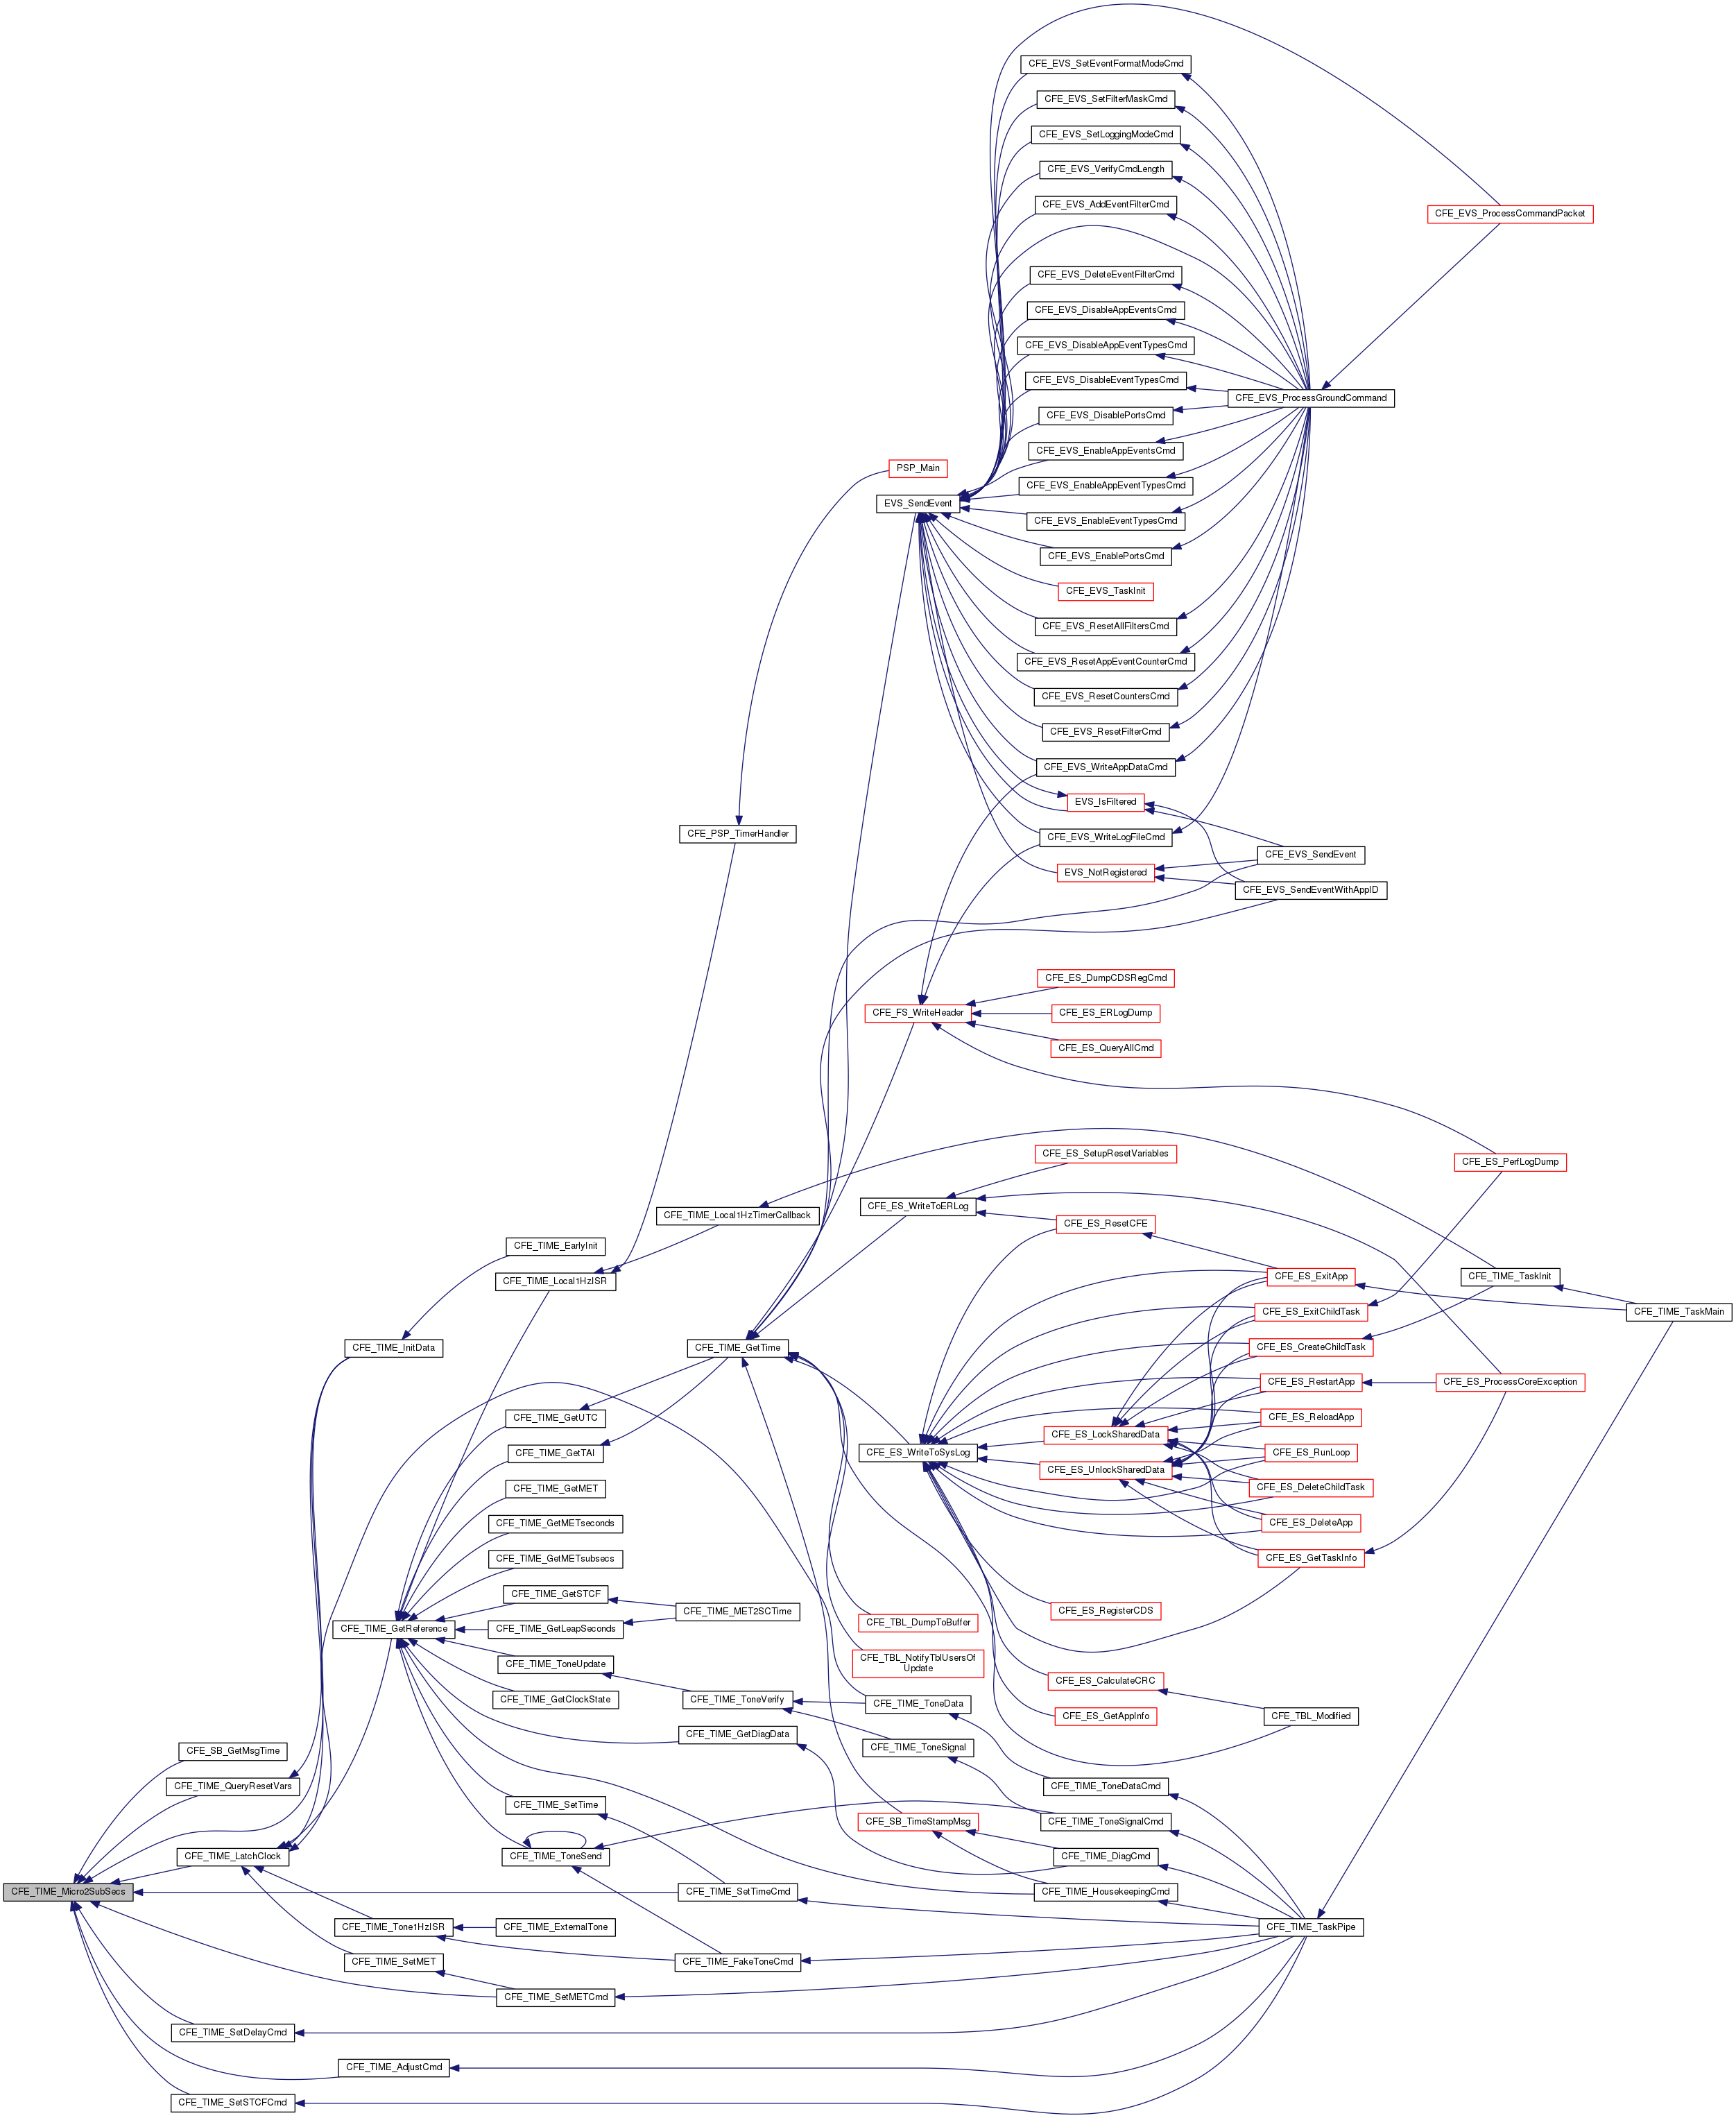 CFE_EVS_SetEventFormatModeCmd
CFE_EVS_SetFilterMaskCmd
CFE_EVS_SetLoggingModeCmd
CFE_EVS_VerifyCmdLength
CFE_EVS_AddEventFilterCmd
CFE_EVS_ProcessCommandPacket
CFE_EVS_DeleteEventFilterCmd
CFE_EVS_DisableAppEventsCmd
CFE_EVS_DisableAppEventTypesCmd
CFE_EVS_DisableEventTypesCmd
CFE_EVS_ProcessGroundCommand
CFE_EVS_DisablePortsCmd
CFE_EVS_EnableAppEventsCmd
PSP_Main
CFE_EVS_EnableAppEventTypesCmd
EVS_SendEvent
CFE_EVS_EnableEventTypesCmd
CFE_EVS_EnablePortsCmd
CFE_EVS_TaskInit
CFE_EVS_ResetAllFiltersCmd
CFE_EVS_ResetAppEventCounterCmd
CFE_EVS_ResetCountersCmd
CFE_EVS_ResetFilterCmd
CFE_EVS_WriteAppDataCmd
EVS_IsFiltered
CFE_PSP_TimerHandler
CFE_EVS_WriteLogFileCmd
CFE_EVS_SendEvent
EVS_NotRegistered
CFE_EVS_SendEventWithAppID
CFE_ES_DumpCDSRegCmd
CFE_FS_WriteHeader
CFE_ES_ERLogDump
CFE_ES_QueryAllCmd
CFE_ES_SetupResetVariables
CFE_ES_PerfLogDump
CFE_ES_WriteToERLog
CFE_TIME_Local1HzTimerCallback
CFE_ES_ResetCFE
CFE_TIME_EarlyInit
CFE_TIME_Local1HzISR
CFE_ES_ExitApp
CFE_TIME_TaskInit
CFE_ES_ExitChildTask
CFE_TIME_TaskMain
CFE_TIME_InitData
CFE_TIME_GetTime
CFE_ES_CreateChildTask
CFE_ES_RestartApp
CFE_ES_ProcessCoreException
CFE_TIME_GetUTC
CFE_ES_ReloadApp
CFE_ES_LockSharedData
CFE_TIME_GetTAI
CFE_ES_WriteToSysLog
CFE_ES_RunLoop
CFE_ES_UnlockSharedData
CFE_TIME_GetMET
CFE_ES_DeleteChildTask
CFE_TIME_GetMETseconds
CFE_ES_DeleteApp
CFE_TIME_GetMETsubsecs
CFE_ES_GetTaskInfo
CFE_TIME_GetSTCF
CFE_TIME_MET2SCTime
CFE_ES_RegisterCDS
CFE_TBL_DumpToBuffer
CFE_TIME_GetReference
CFE_TIME_GetLeapSeconds
CFE_TIME_ToneUpdate
CFE_TBL_NotifyTblUsersOf
Update
CFE_ES_CalculateCRC
CFE_TIME_GetClockState
CFE_TIME_ToneVerify
CFE_TIME_ToneData
CFE_ES_GetAppInfo
CFE_TBL_Modified
CFE_TIME_GetDiagData
CFE_TIME_ToneSignal
CFE_SB_GetMsgTime
CFE_TIME_QueryResetVars
CFE_TIME_ToneDataCmd
CFE_TIME_SetTime
CFE_SB_TimeStampMsg
CFE_TIME_ToneSignalCmd
CFE_TIME_LatchClock
CFE_TIME_ToneSend
CFE_TIME_DiagCmd
CFE_TIME_Micro2SubSecs
CFE_TIME_SetTimeCmd
CFE_TIME_HousekeepingCmd
CFE_TIME_Tone1HzISR
CFE_TIME_ExternalTone
CFE_TIME_TaskPipe
CFE_TIME_SetMET
CFE_TIME_FakeToneCmd
CFE_TIME_SetMETCmd
CFE_TIME_SetDelayCmd
CFE_TIME_AdjustCmd
CFE_TIME_SetSTCFCmd